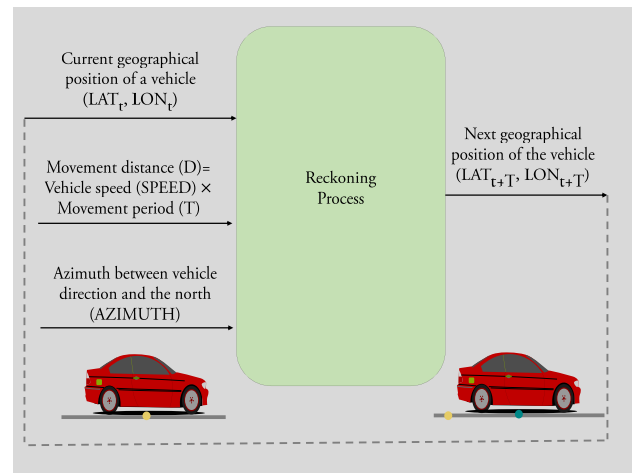 Current geographical
position of a vehicle
(LATt, LONt)
Movement distance (D)=
Vehicle speed (SPEED) ×
Movement period (T)
Azimuth between vehicle
direction and the north
(AZIMUTH)
Reckoning
Process
Next geographical
position of the vehicle
(LATt+T, LONt+T)